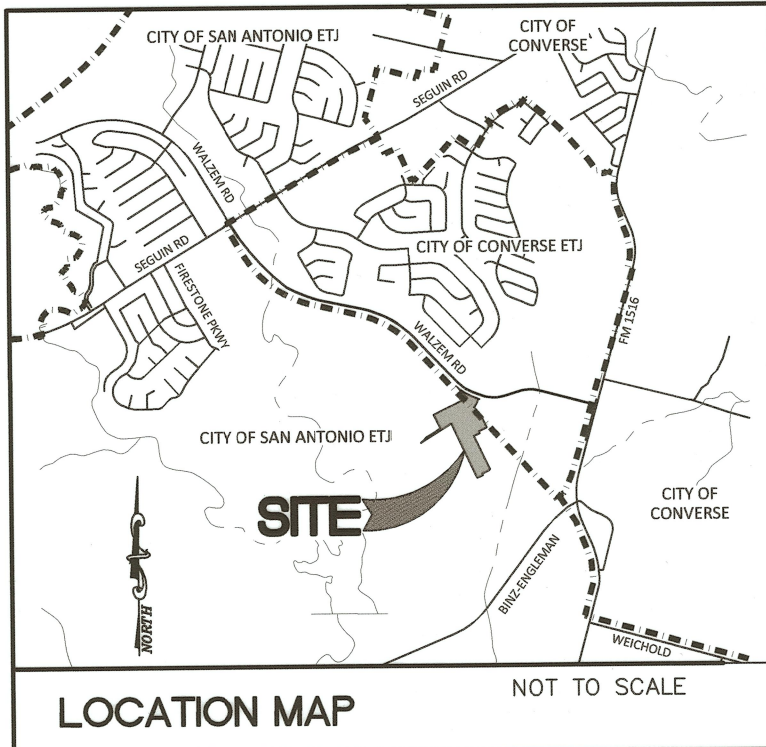 CITY OF SAN ANTONIO ETJ
CITY OF
CONVERSE
SEGUIN RD
WALZEM RD
CITY OF CONVERSE ETJ
SEGUIN RD
FIRESTONE PKWY
FM 1516
WALZEM RD
CITY OF SAN ANTONIO ETJ
SITE
CITY OF
CONVERSE
BINZ-ENGLEMAN
NORTH
WEICHOLD
LOCATION MAP
NOT TO SCALE